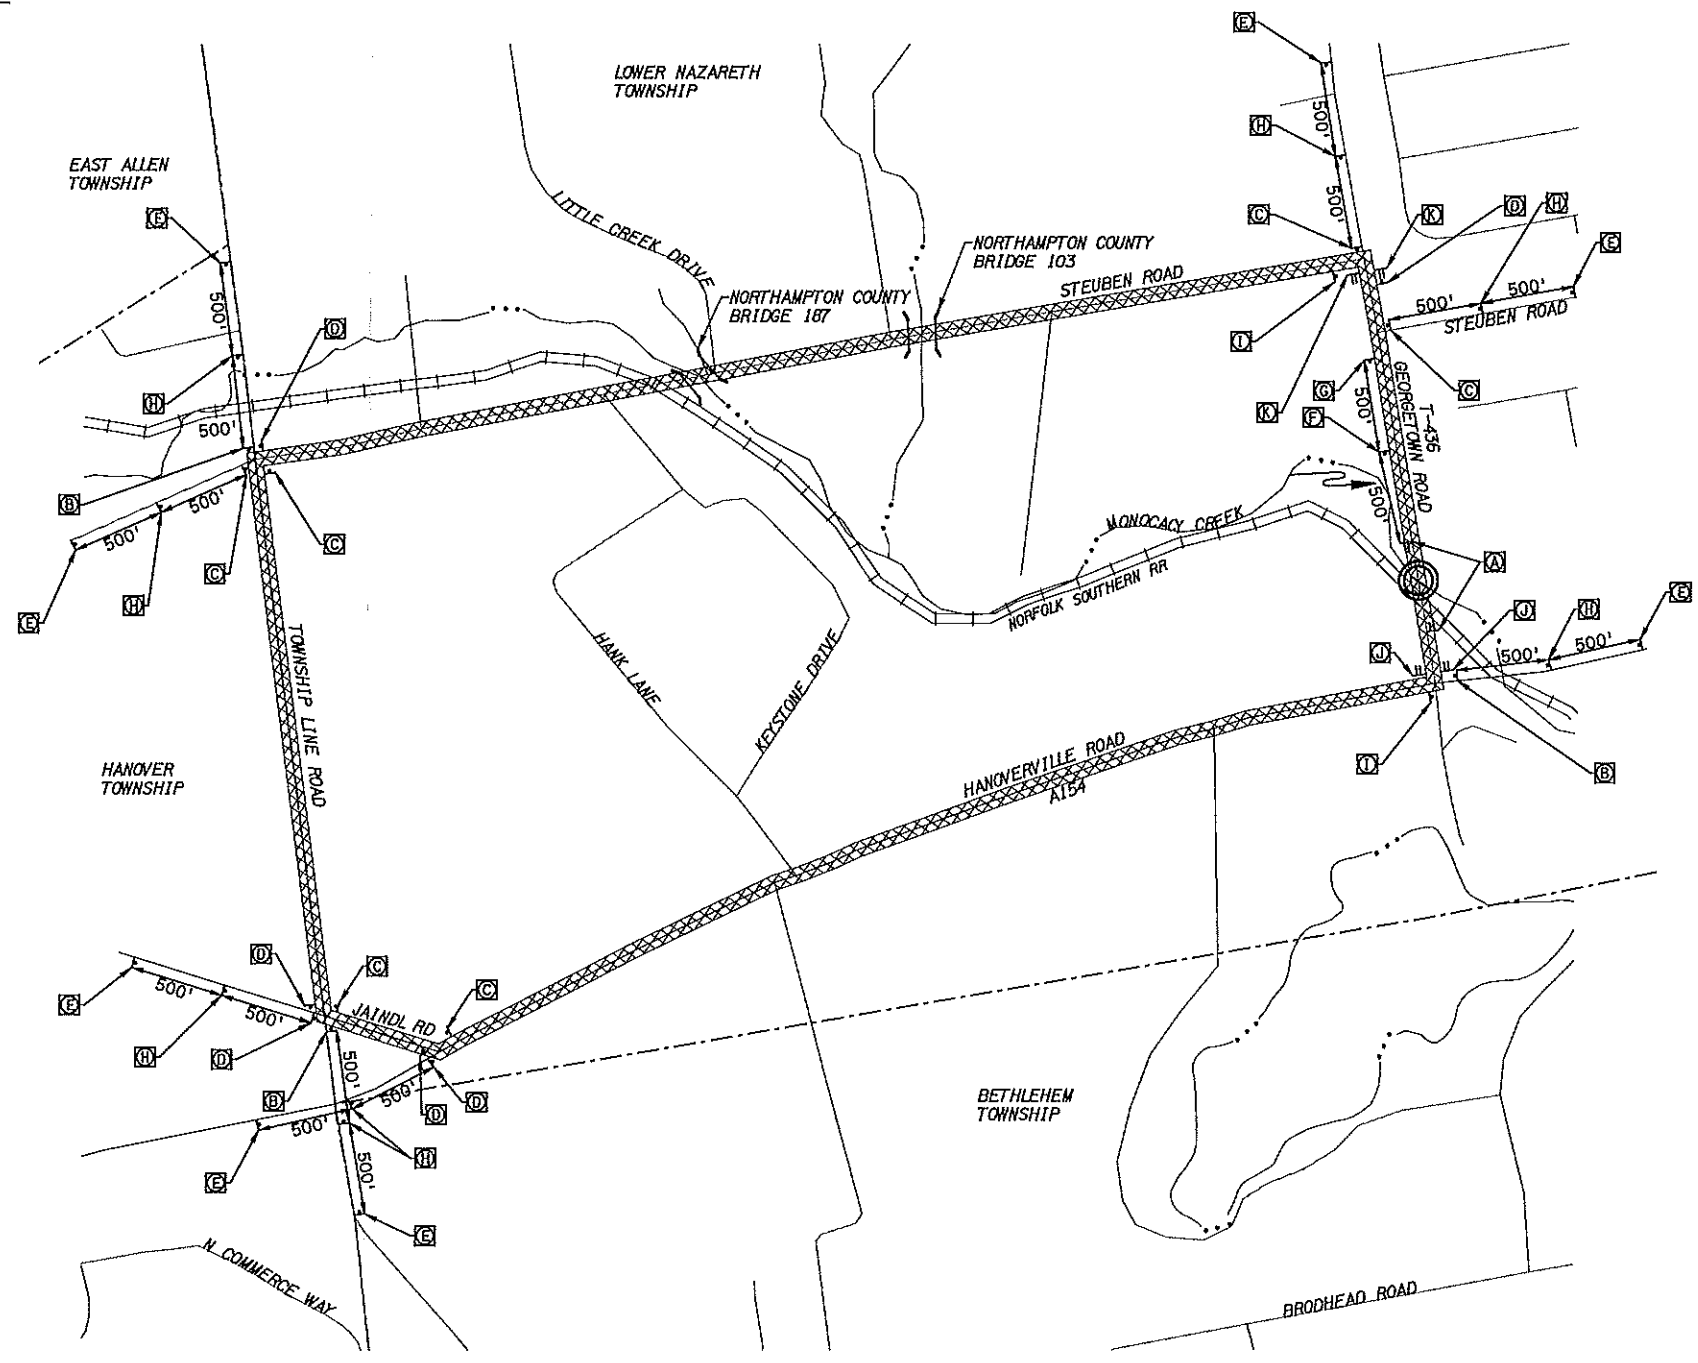 E
LOWER NAZARETH
TOWNSHIP
500'
H
EAST ALLEN
TOWNSHIP
500'
E
LITTLE CREEK DRIVE
C
K
D
H
E
NORTHAMPTON COUNTY
BRIDGE 103
STEUBEN ROAD
500'
500'
STEUBEN ROAD
NORTHAMPTON COUNTY
BRIDGE 187
500'
D
I
H
G
C
K
F
500'
GEORGETOWN ROAD
T-436
500'
B
500'
500'
C
C
500'
MONOCACY CREEK
A
NORFOLK SOUTHERN RR
E
H
J
H
E
500'
500'
J
TOWNSHIP LINE ROAD
HANK LANE
KEYSTONE DRIVE
HANOVER
TOWNSHIP
HANOVERVILLE ROAD
A154
I
B
D
C
C
E
500'
500'
JAINDL RD
H
D
500'
500'
B
D
D
BETHLEHEM
TOWNSHIP
500'
H
E
500'
E
N COMMERCE WAY
BRODHEAD ROAD